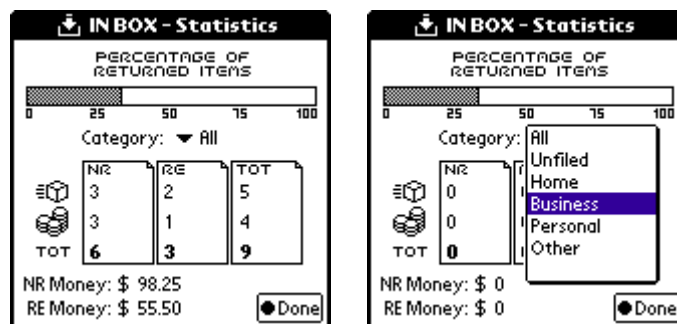 IN BOX - Statistics
PERCENTAGE OF
RETURNED ITEMS
0 25 50 75 100
Category: All
NR RE TOT
3 2 5
3 1 4
TOT 6 3 9
NR Money: $ 98.25
RE Money: $ 55.50
Done
IN BOX - Statistics
PERCENTAGE OF
RETURNED ITEMS
0 25 50 75 100
Category:
All
Unfiled
Home
Business
Personal
Other
NR
0
0
TOT 0
NR Money: $ 0
RE Money: $ 0
Done